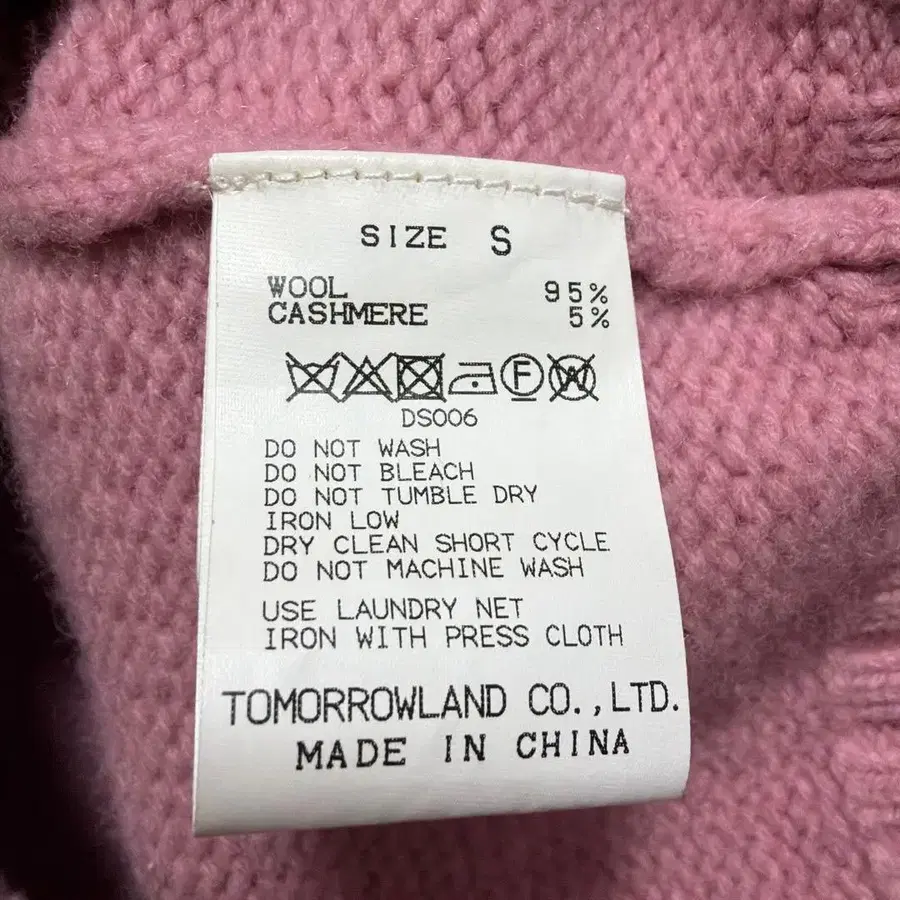 SIZE S
WOOL 95%
CASHMERE 5%
F W
DS006
DO NOT WASH
DO NOT BLEACH
DO NOT TUMBLE DRY
IRON LOW
DRY CLEAN SHORT CYCLE
DO NOT MACHINE WASH
USE LAUNDRY NET
IRON WITH PRESS CLOTH
TOMORROWLAND CO.,LTD.
MADE IN CHINA